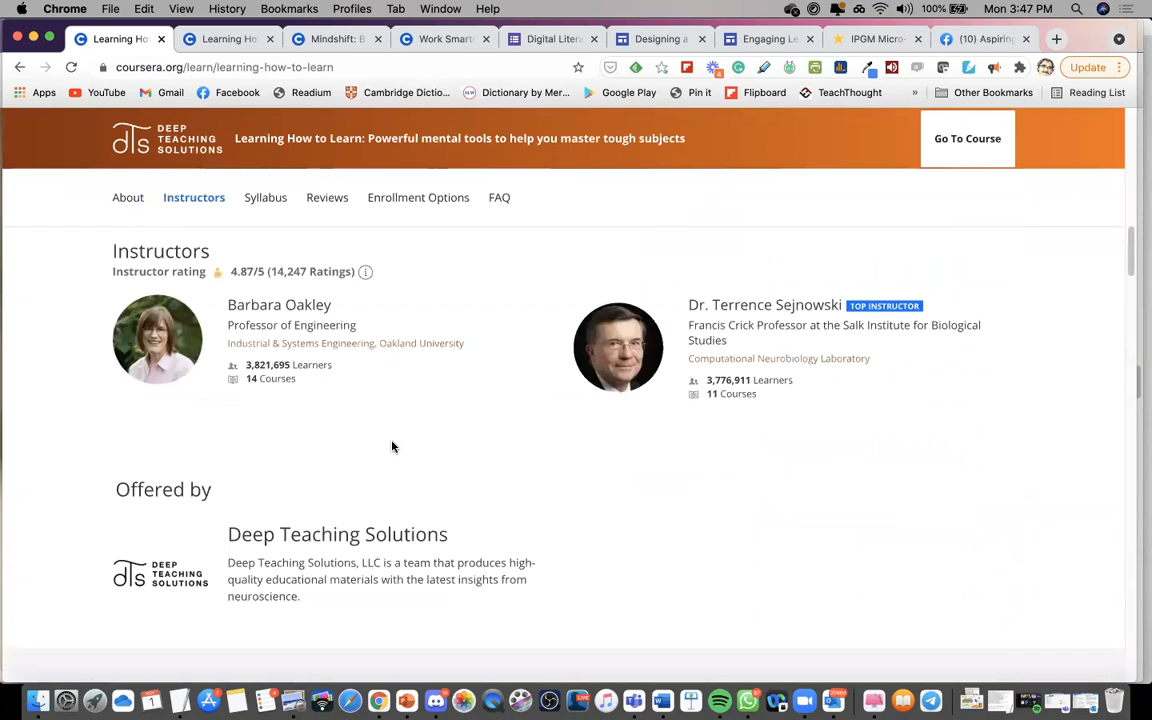 Chrome File Edit View History Bookmarks Profiles Tab Window Help 100% Mon 3:47 PM
Learning Ho Learning Ho Mindshift: B Work Smart Digital Litera Designing a Engaging Le IPGM Micro- (10) Aspiring
coursera.org/learn/learning-how-to-learn 4 Update
Apps YouTube Gmail Facebook Readium Cambridge Dictio... Dictionary by Mer... Google Play Pin it Flipboard TeachThought » Other Bookmarks Reading List
DEEP
TEACHING
SOLUTIONS
Learning How to Learn: Powerful mental tools to help you master tough subjects
Go To Course
About Instructors Syllabus Reviews Enrollment Options FAQ
Instructors
Instructor rating 4.87/5 (14,247 Ratings)
Barbara Oakley
Professor of Engineering
Industrial & Systems Engineering, Oakland University
3,821,695 Learners
14 Courses
Dr. Terrence Sejnowski TOP INSTRUCTOR
Francis Crick Professor at the Salk Institute for Biological
Studies
Computational Neurobiology Laboratory
3,776,911 Learners
11 Courses
Offered by
Deep Teaching Solutions
DEEP
TEACHING
SOLUTIONS
Deep Teaching Solutions, LLC is a team that produces high-
quality educational materials with the latest insights from
neuroscience.